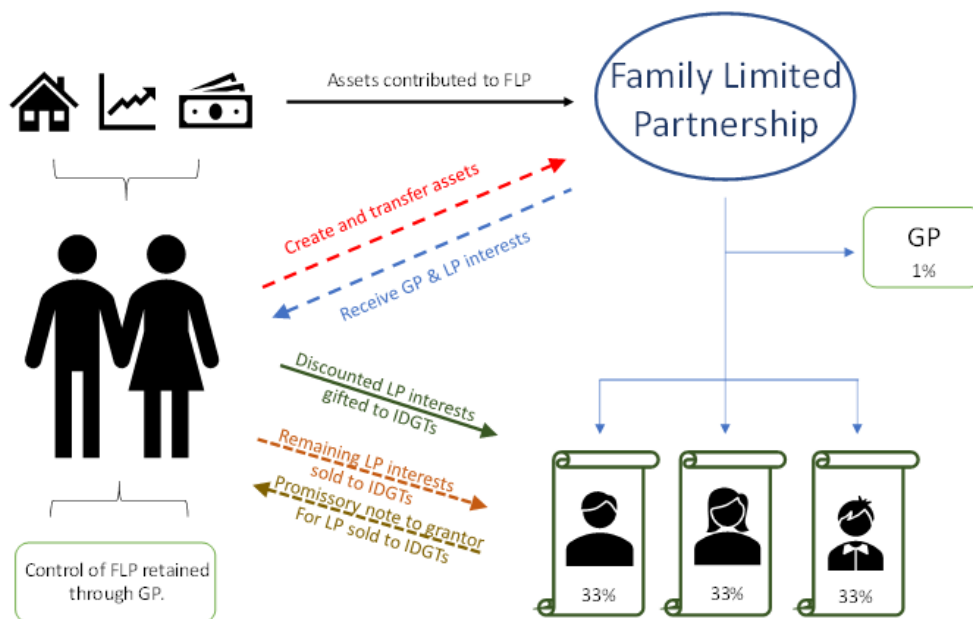 Assets contributed to FLP
Family Limited
Partnership
Create and transfer assets
Receive GP & LP interests
GP
1%
Discounted LP interests
gifted to IDGTs
Remaining LP interests
sold to IDGTs
Promissory note to grantor
For LP sold to IDGTs
Control of FLP retained
through GP.
33%
33%
33%